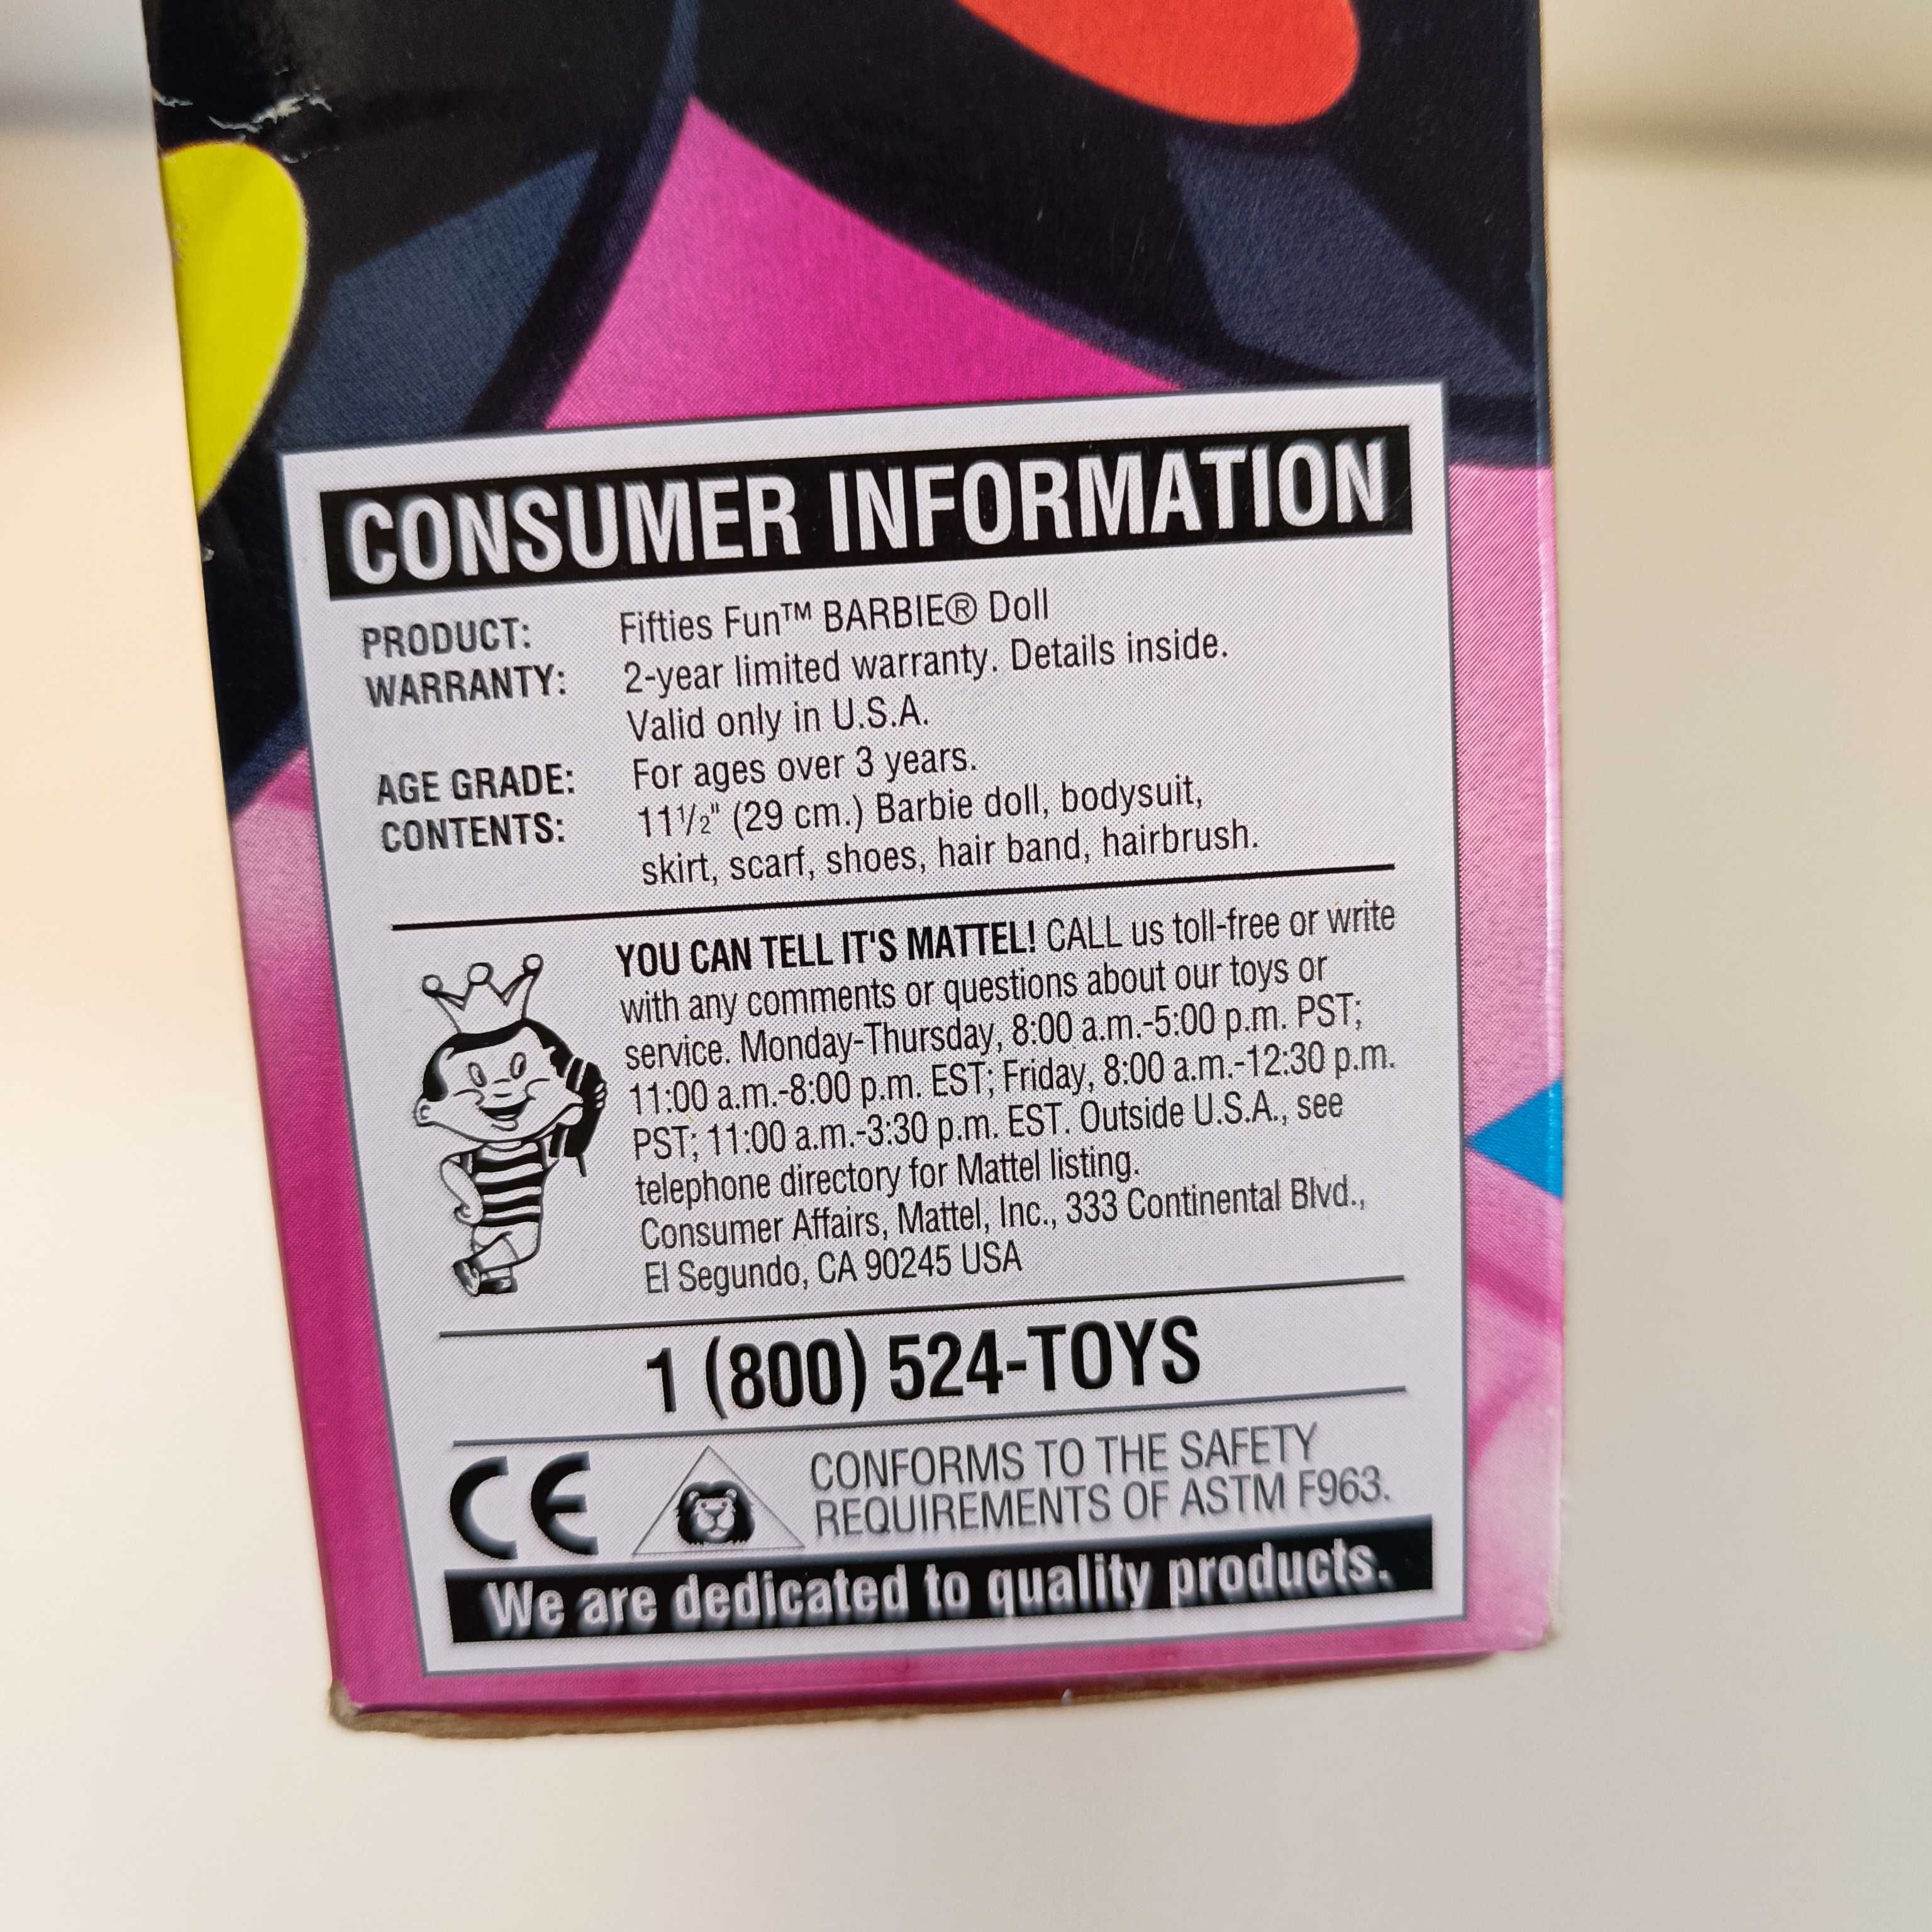 CONSUMER INFORMATION
PRODUCT: Fifties Fun™ BARBIE® Doll
WARRANTY: 2-year limited warranty. Details inside.
Valid only in U.S.A.
AGE GRADE: For ages over 3 years.
CONTENTS: 11½" (29 cm.) Barbie doll, bodysuit,
skirt, scarf, shoes, hair band, hairbrush.
YOU CAN TELL IT'S MATTEL! CALL us toll-free or write
with any comments or questions about our toys or
service. Monday-Thursday, 8:00 a.m.-5:00 p.m. PST;
11:00 a.m.-8:00 p.m. EST; Friday, 8:00 a.m.-12:30 p.m.
PST; 11:00 a.m.-3:30 p.m. EST. Outside U.S.A., see
telephone directory for Mattel listing.
Consumer Affairs, Mattel, Inc., 333 Continental Blvd.,
El Segundo, CA 90245 USA
1 (800) 524-TOYS
CE
CONFORMS TO THE SAFETY
REQUIREMENTS OF ASTM F963.
We are dedicated to quality products.